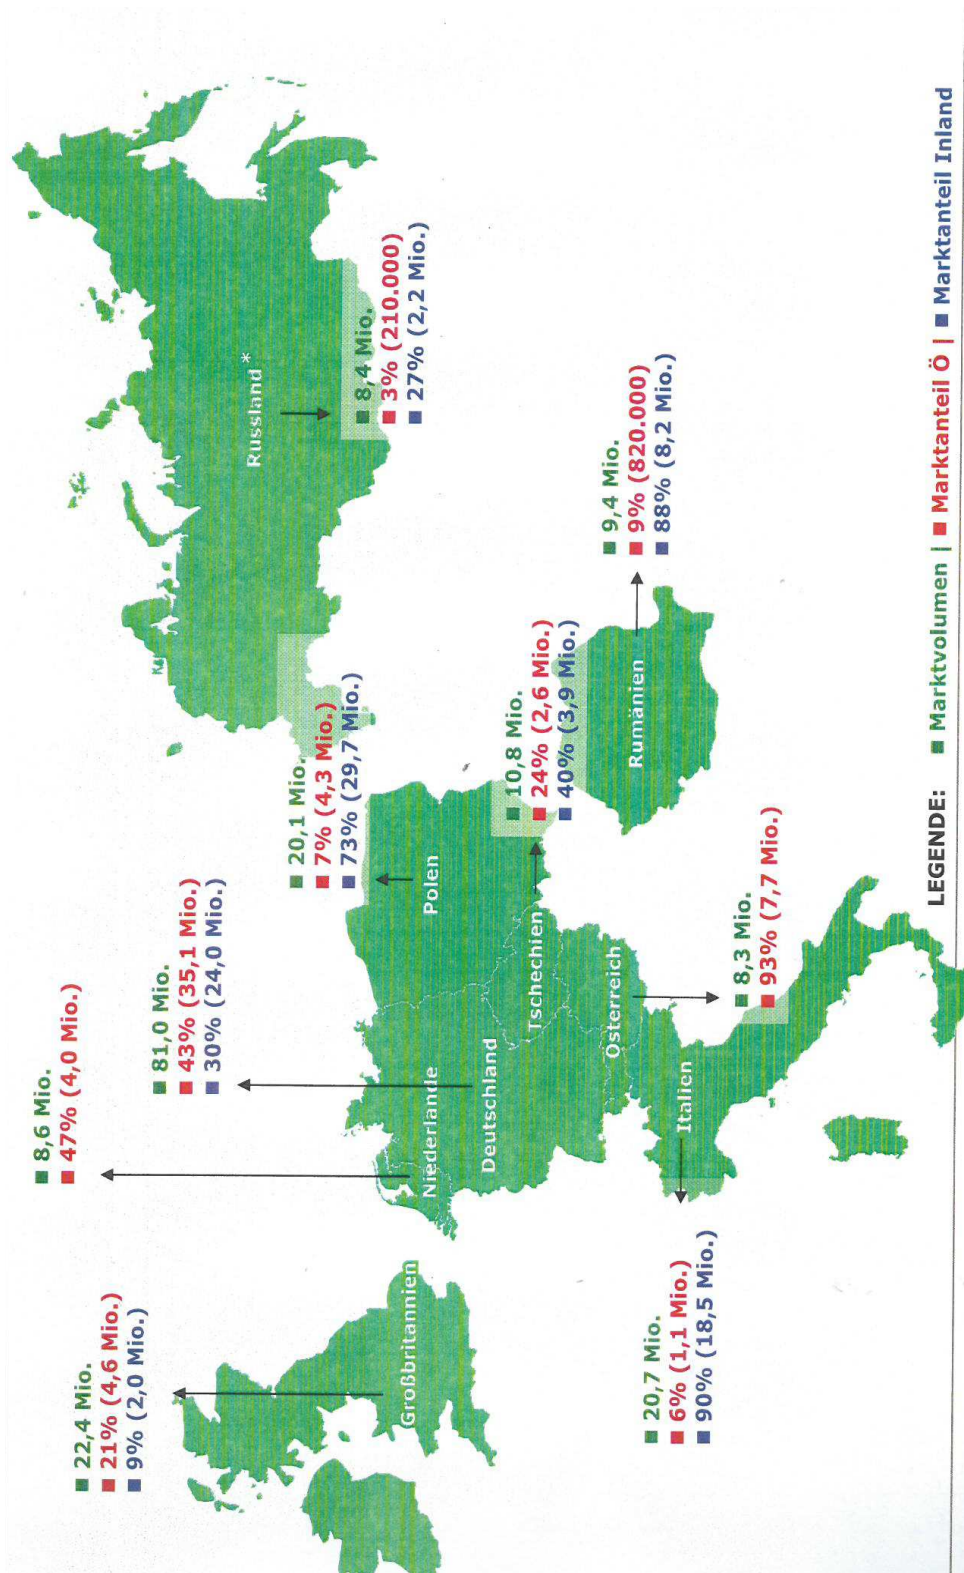 Russland*
8,4 Mio.
3% (210.000)
27% (2,2 Mio.)
8,6 Mio.
47% (4,0 Mio.)
81,0 Mio.
43% (35,1 Mio.)
30% (24,0 Mio.)
20,1 Mio.
7% (4,3 Mio.)
73% (29,7 Mio.)
22,4 Mio.
21% (4,6 Mio.)
9% (2,0 Mio.)
Großbritannien
Niederlande
Deutschland
Polen
Tschechien
10,8 Mio.
24% (2,6 Mio.)
40% (3,9 Mio.)
Österreich
Rumänien
9,4 Mio.
9% (820.000)
88% (8,2 Mio.)
Italien
20,7 Mio.
6% (1,1 Mio.)
90% (18,5 Mio.)
8,3 Mio.
93% (7,7 Mio.)
LEGENDE: Marktvolumen | Marktanteil Ö | Marktanteil Inland